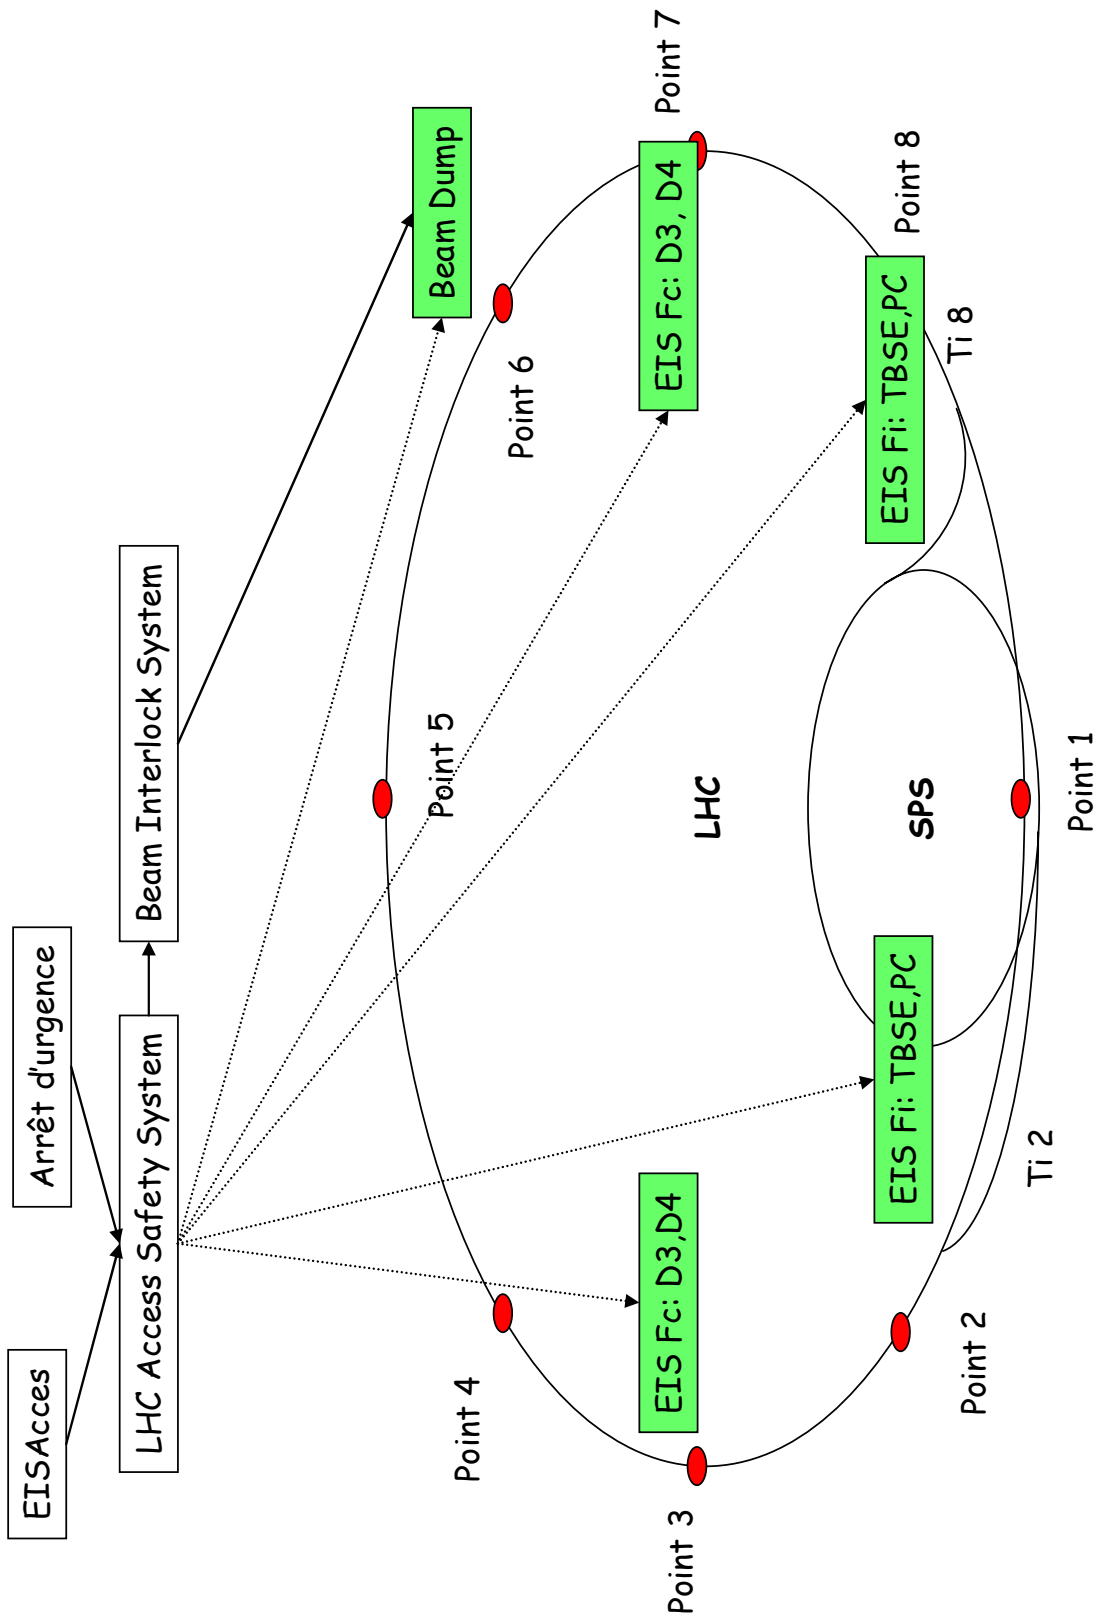 EISAcces
Arrêt d'urgence
LHC Access Safety System
Beam Interlock System
Beam Dump
Point 5
Point 4
Point 6
EIS Fc: D3,D4
EIS Fc: D3, D4
Point 3
LHC
Point 7
EIS Fi: TBSE,PC
SPS
EIS Fi: TBSE,PC
Point 8
Point 2
Ti 8
Ti 2
Point 1